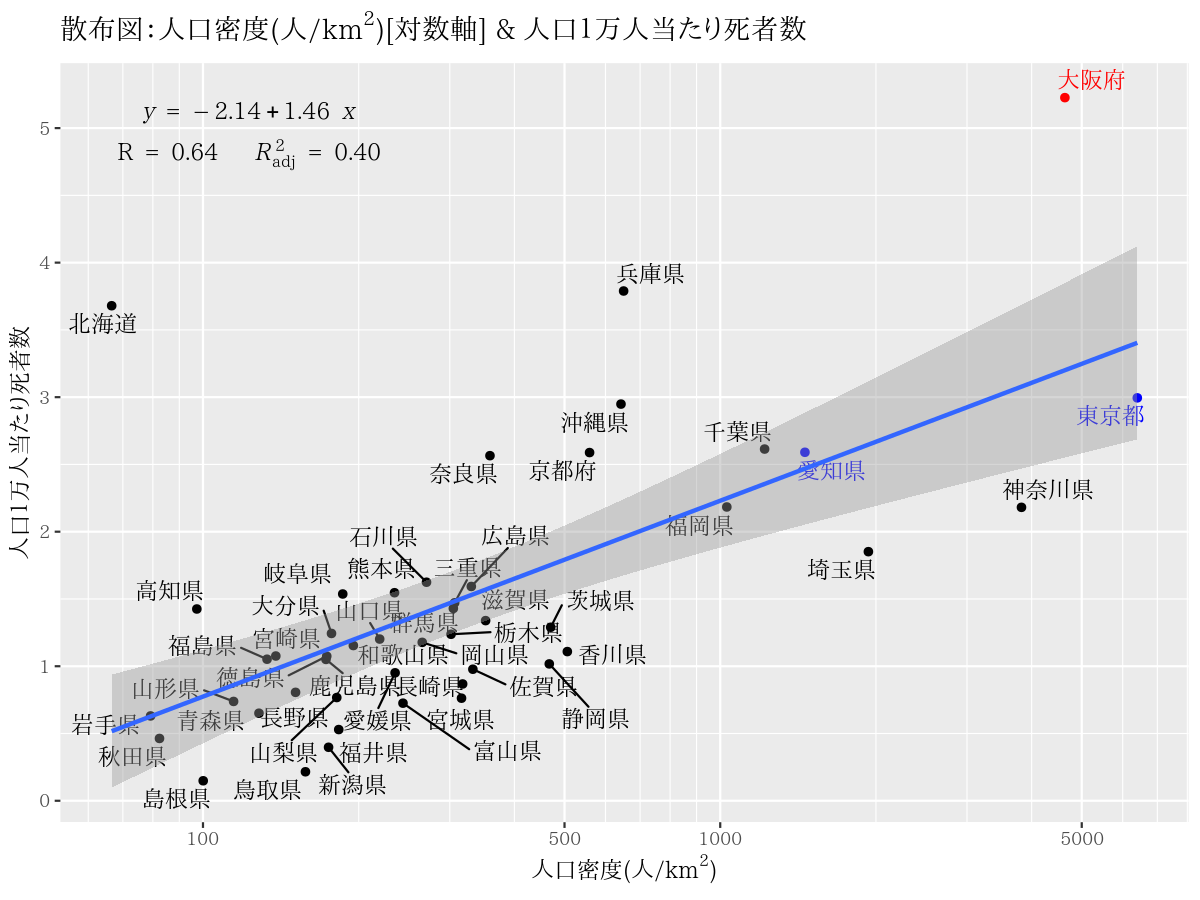 散布図：人口密度(人/km²)[対数軸] & 人口1万人当たり死者数
大阪府
y = − 2.14 + 1.46 x
5
R = 0.64 R²adj = 0.40
4
兵庫県
北海道
3
沖縄県
東京都
千葉県
奈良県
京都府
愛知県
神奈川県
福岡県
2
石川県
広島県
埼玉県
岐阜県
熊本県
三重県
高知県
大分県
山口県
滋賀県
茨城県
福島県
宮崎県
群馬県
栃木県
1
和歌山県
岡山県
香川県
徳島県
山形県
鹿児島県
長崎県
佐賀県
岩手県
青森県
長野県
愛媛県
宮城県
静岡県
秋田県
山梨県
福井県
富山県
島根県
鳥取県
新潟県
0
100
500
1000
5000
人口密度(人/km²)
人口1万人当たり死者数